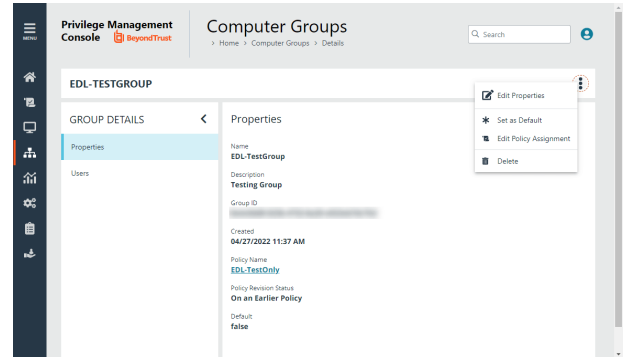 MENU
Privilege Management
Console BeyondTrust
Computer Groups
> Home > Computer Groups > Details
Search
EDL-TESTGROUP
Edit Properties
Set as Default
Edit Policy Assignment
Delete
GROUP DETAILS
Properties
Users
Properties
Name
EDL-TestGroup
Description
Testing Group
Group ID
Created
04/27/2022 11:37 AM
Policy Name
EDL-TestOnly
Policy Revision Status
On an Earlier Policy
Default
false